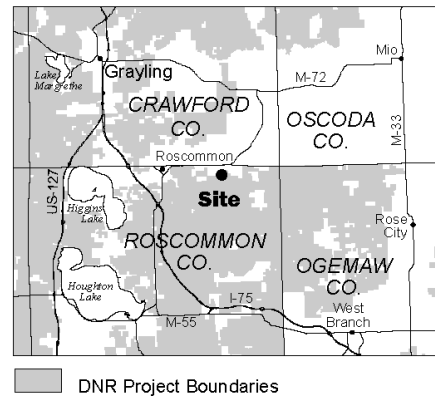 Mio
Lake
Margrethe
Grayling
M-72
CRAWFORD
CO.
OSCODA
CO.
M-33
Roscommon
Site
US-127
Higgins
Lake
Rose
City
ROSCOMMON
CO.
OGEMAW
CO.
Houghton
Lake
I-75
West
Branch
M-55
DNR Project Boundaries